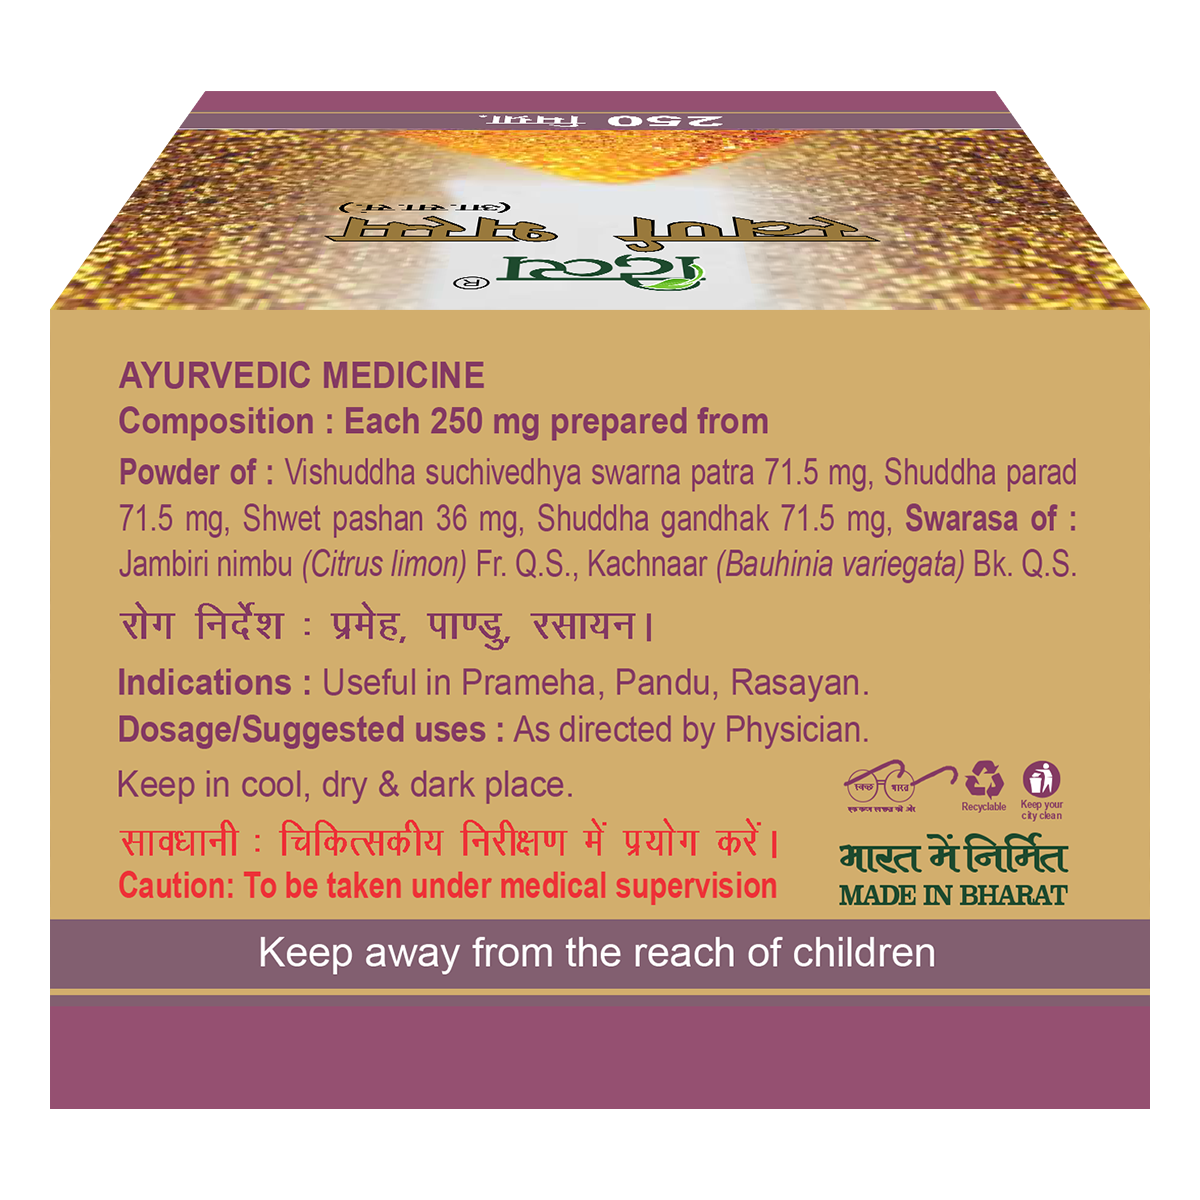 250 मिग्रा.
(आ.सा.सं.)
स्वर्ण भस्म
दिव्य®
AYURVEDIC MEDICINE
Composition : Each 250 mg prepared from
Powder of : Vishuddha suchivedhya swarna patra 71.5 mg, Shuddha parad
71.5 mg, Shwet pashan 36 mg, Shuddha gandhak 71.5 mg, Swarasa of :
Jambiri nimbu (Citrus limon) Fr. Q.S., Kachnaar (Bauhinia variegata) Bk. Q.S.
रोग निर्देश : प्रमेह, पाण्डु, रसायन।
Indications : Useful in Prameha, Pandu, Rasayan.
Dosage/Suggested uses : As directed by Physician.
Keep in cool, dry & dark place.
स्वच्छ भारत
एक कदम स्वच्छता की ओर
Recyclable
Keep your
city clean
सावधानी : चिकित्सकीय निरीक्षण में प्रयोग करें।
Caution: To be taken under medical supervision
भारत में निर्मित
MADE IN BHARAT
Keep away from the reach of children